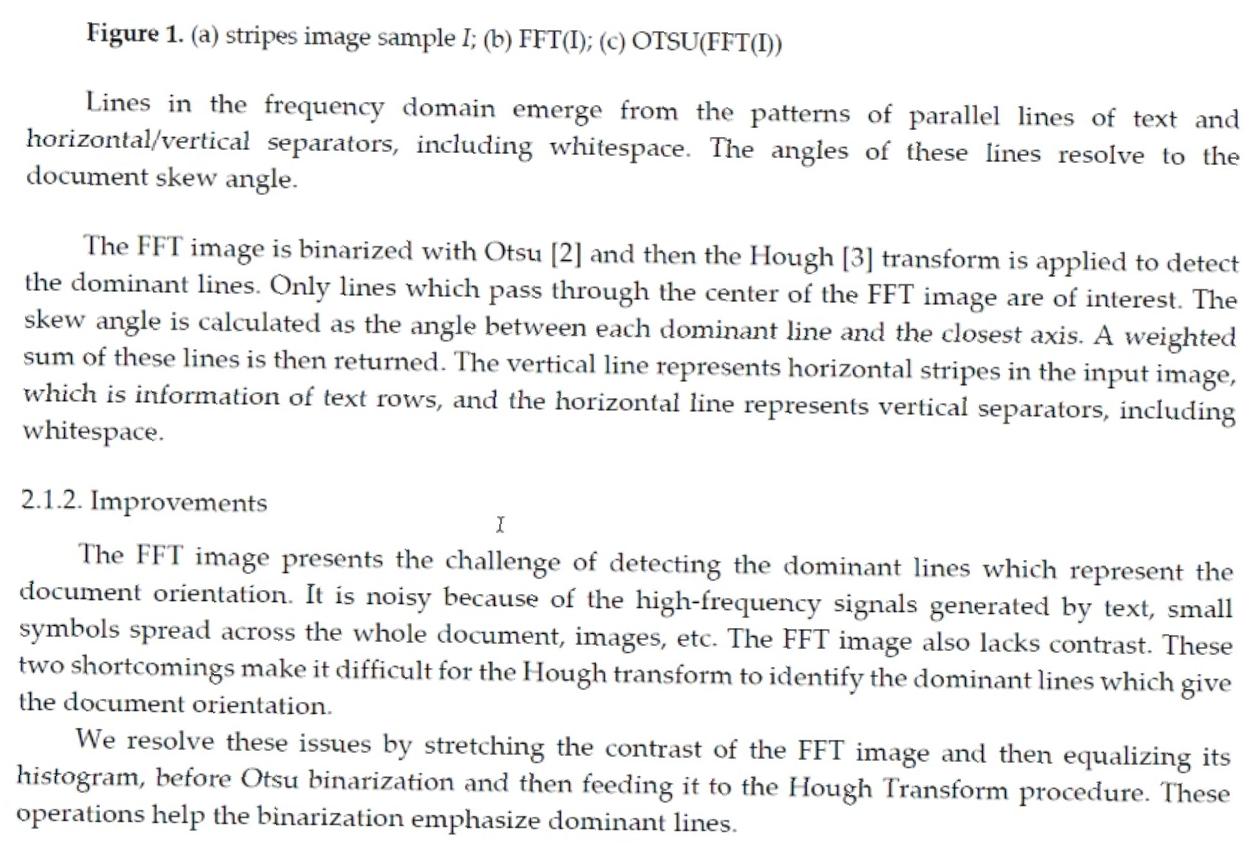 Figure 1. (a) stripes image sample I; (b) FFT(I); (c) OTSU(FFT(I))
Lines in the frequency domain emerge from the patterns of parallel lines of text and
horizontal/vertical separators, including whitespace. The angles of these lines resolve to the
document skew angle.
The FFT image is binarized with Otsu [2] and then the Hough [3] transform is applied to detect
the dominant lines. Only lines which pass through the center of the FFT image are of interest. The
skew angle is calculated as the angle between each dominant line and the closest axis. A weighted
sum of these lines is then returned. The vertical line represents horizontal stripes in the input image,
which is information of text rows, and the horizontal line represents vertical separators, including
whitespace.
2.1.2. Improvements
The FFT image presents the challenge of detecting the dominant lines which represent the
document orientation. It is noisy because of the high-frequency signals generated by text, small
symbols spread across the whole document, images, etc. The FFT image also lacks contrast. These
two shortcomings make it difficult for the Hough transform to identify the dominant lines which give
the document orientation.
We resolve these issues by stretching the contrast of the FFT image and then equalizing its
histogram, before Otsu binarization and then feeding it to the Hough Transform procedure. These
operations help the binarization emphasize dominant lines.